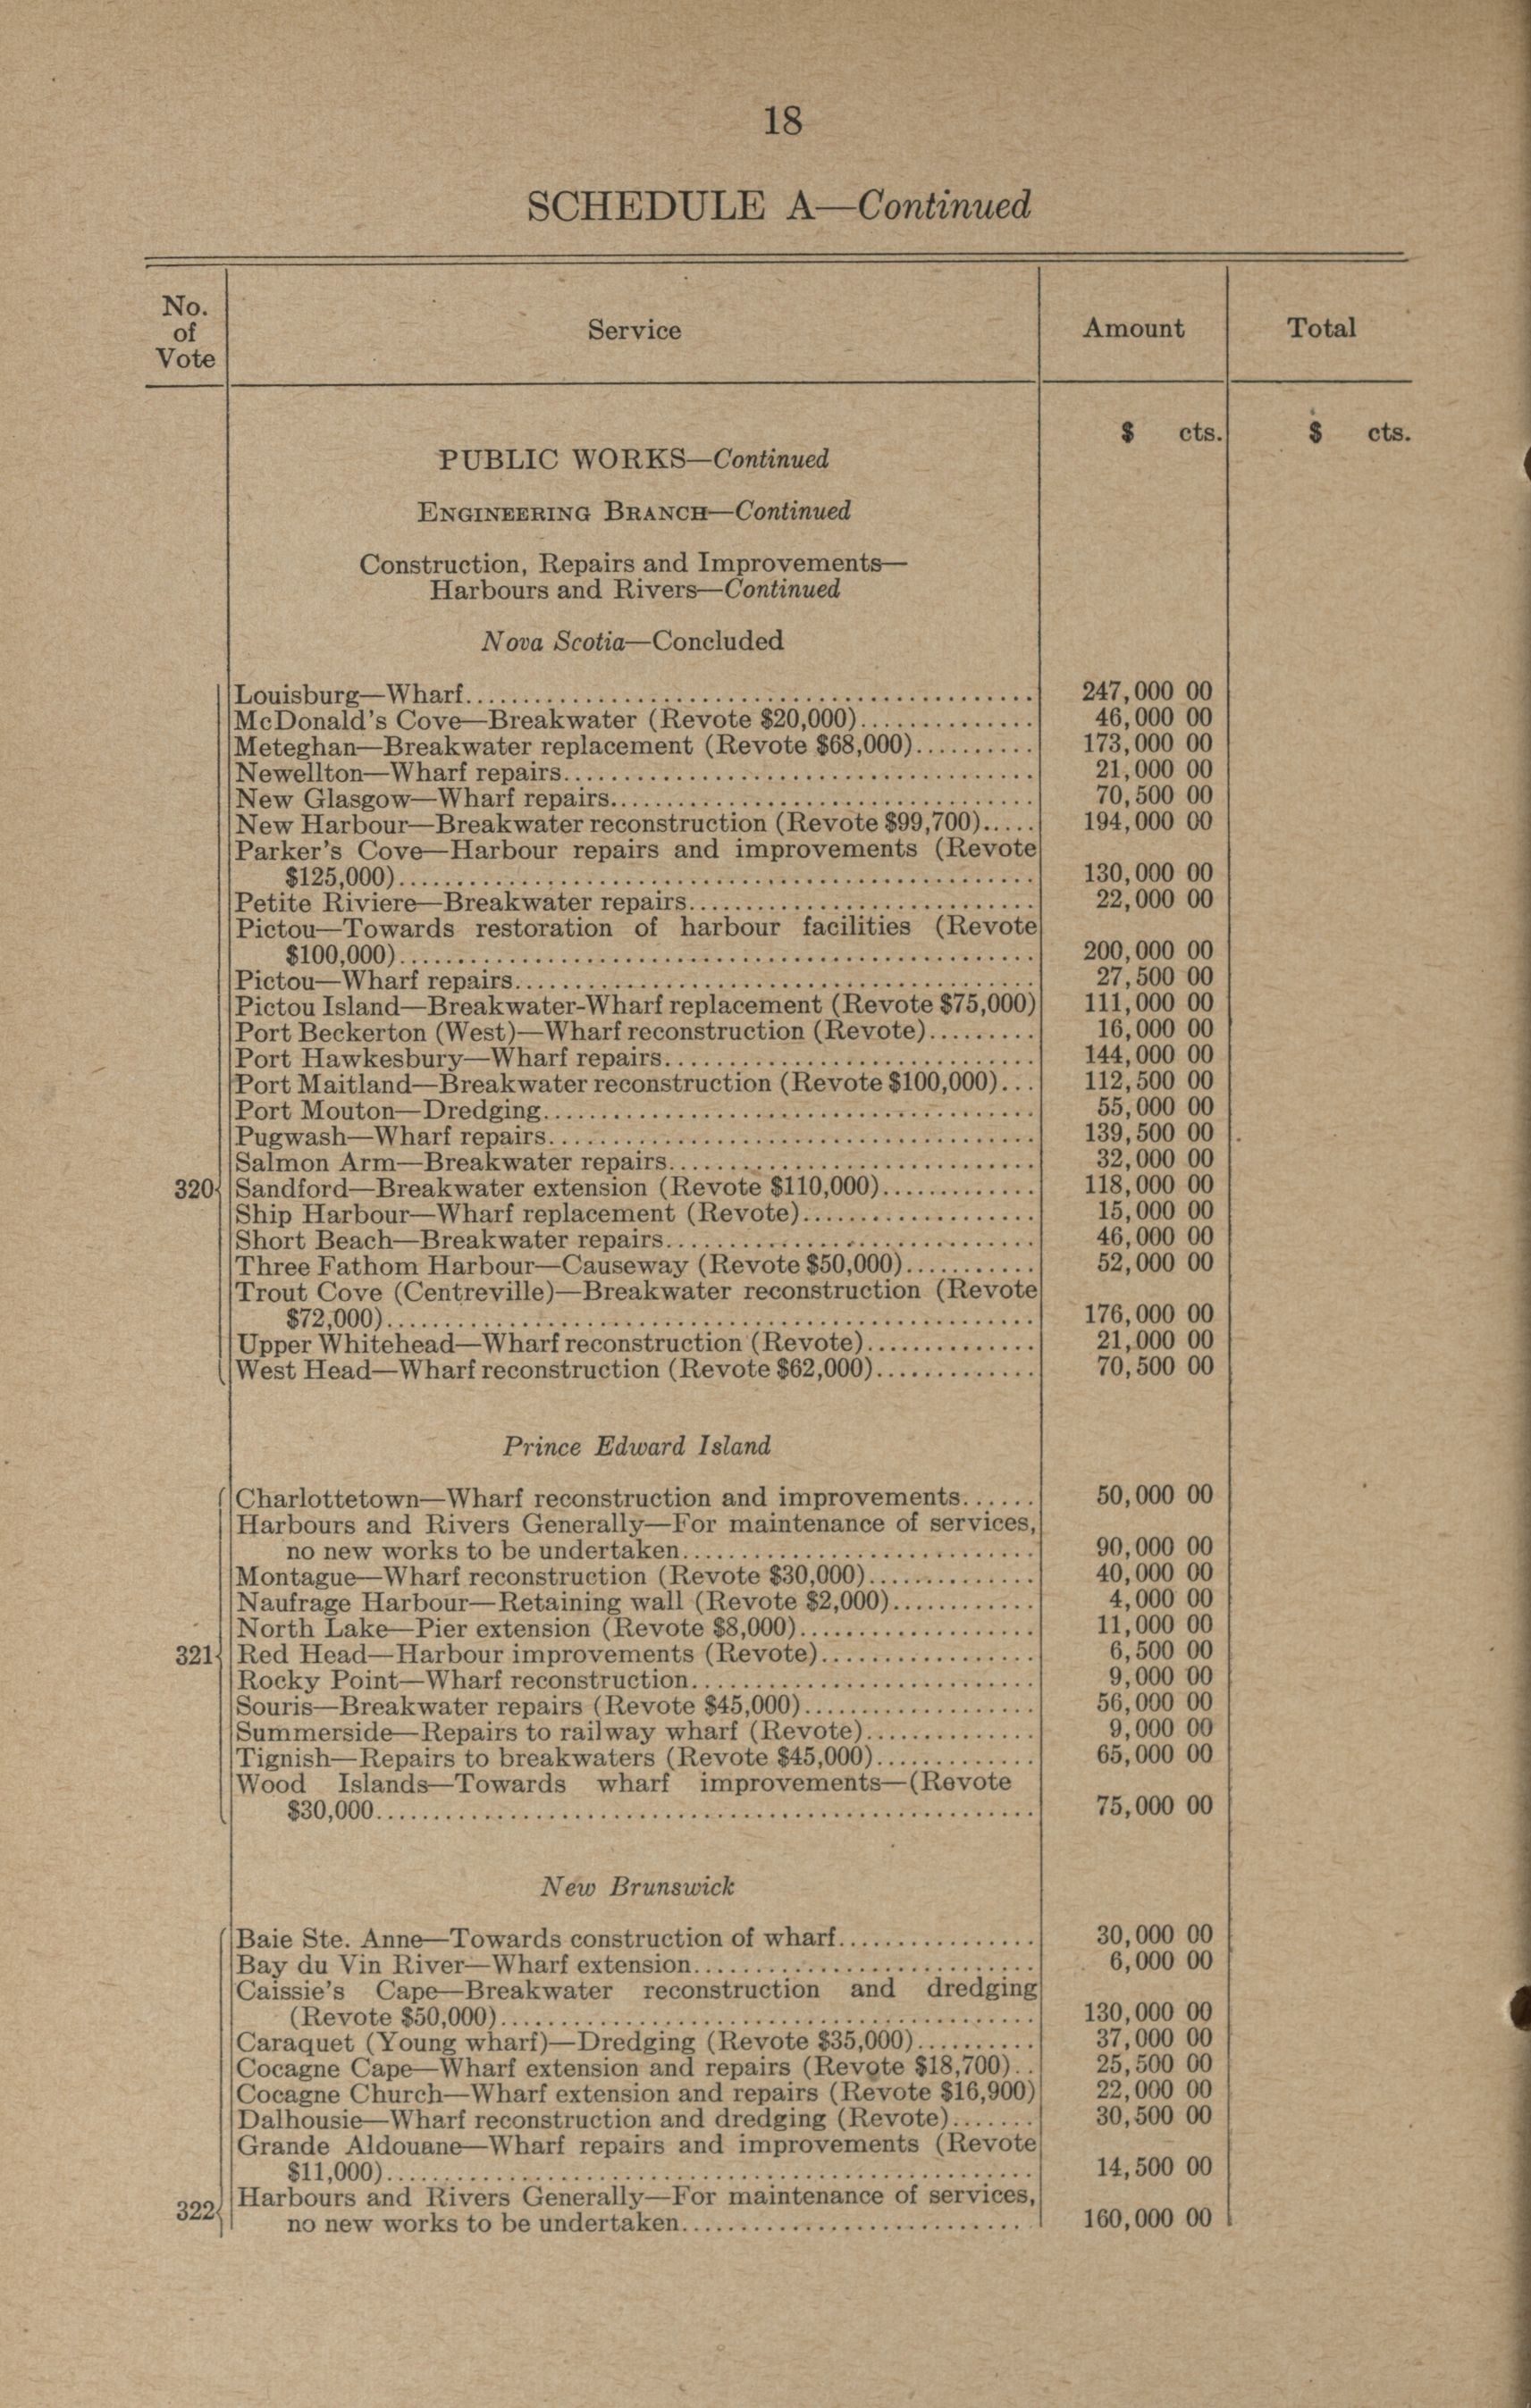 18
SCHEDULE A—Continued
No. of Vote Service Amount Total
$ cts. $ cts.
PUBLIC WORKS—Continued
ENGINEERING BRANCH—Continued
Construction, Repairs and Improvements—
Harbours and Rivers—Continued
Nova Scotia—Concluded
Louisburg—Wharf........ 247,000 00
McDonald's Cove—Breakwater (Revote $20,000)........ 46,000 00
Meteghan—Breakwater replacement (Revote $68,000)........ 173,000 00
Newellton—Wharf repairs........ 21,000 00
New Glasgow—Wharf repairs........ 70,500 00
New Harbour—Breakwater reconstruction (Revote $99,700)..... 194,000 00
Parker's Cove—Harbour repairs and improvements (Revote
$125,000)........ 130,000 00
Petite Riviere—Breakwater repairs........ 22,000 00
Pictou—Towards restoration of harbour facilities (Revote
$100,000)........ 200,000 00
Pictou—Wharf repairs........ 27,500 00
Pictou Island—Breakwater-Wharf replacement (Revote $75,000) 111,000 00
Port Beckerton (West)—Wharf reconstruction (Revote)........ 16,000 00
Port Hawkesbury—Wharf repairs........ 144,000 00
Port Maitland—Breakwater reconstruction (Revote $100,000)... 112,500 00
Port Mouton—Dredging........ 55,000 00
Pugwash—Wharf repairs........ 139,500 00
Salmon Arm—Breakwater repairs........ 32,000 00
320 Sandford—Breakwater extension (Revote $110,000)........ 118,000 00
Ship Harbour—Wharf replacement (Revote)........ 15,000 00
Short Beach—Breakwater repairs........ 46,000 00
Three Fathom Harbour—Causeway (Revote $50,000)........ 52,000 00
Trout Cove (Centreville)—Breakwater reconstruction (Revote
$72,000)........ 176,000 00
Upper Whitehead—Wharf reconstruction (Revote)........ 21,000 00
West Head—Wharf reconstruction (Revote $62,000)........ 70,500 00
Prince Edward Island
Charlottetown—Wharf reconstruction and improvements...... 50,000 00
Harbours and Rivers Generally—For maintenance of services,
no new works to be undertaken........ 90,000 00
Montague—Wharf reconstruction (Revote $30,000)........ 40,000 00
Naufrage Harbour—Retaining wall (Revote $2,000)........ 4,000 00
North Lake—Pier extension (Revote $8,000)........ 11,000 00
321 Red Head—Harbour improvements (Revote)........ 6,500 00
Rocky Point—Wharf reconstruction........ 9,000 00
Souris—Breakwater repairs (Revote $45,000)........ 56,000 00
Summerside—Repairs to railway wharf (Revote)........ 9,000 00
Tignish—Repairs to breakwaters (Revote $45,000)........ 65,000 00
Wood Islands—Towards wharf improvements—(Revote
$30,000........ 75,000 00
New Brunswick
Baie Ste. Anne—Towards construction of wharf........ 30,000 00
Bay du Vin River—Wharf extension........ 6,000 00
Caissie's Cape—Breakwater reconstruction and dredging
(Revote $50,000)........ 130,000 00
Caraquet (Young wharf)—Dredging (Revote $35,000)........ 37,000 00
Cocagne Cape—Wharf extension and repairs (Revote $18,700).. 25,500 00
Cocagne Church—Wharf extension and repairs (Revote $16,900) 22,000 00
Dalhousie—Wharf reconstruction and dredging (Revote)....... 30,500 00
Grande Aldouane—Wharf repairs and improvements (Revote
$11,000)........ 14,500 00
322 Harbours and Rivers Generally—For maintenance of services,
no new works to be undertaken........ 160,000 00